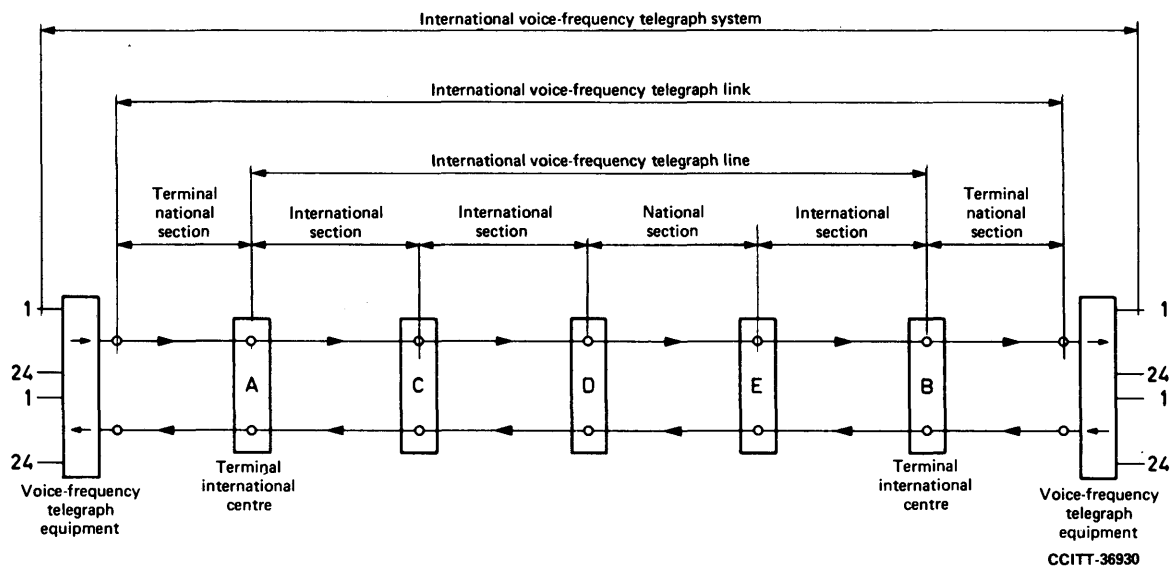 International voice-frequency telegraph system
International voice-frequency telegraph link
International voice-frequency telegraph line
Terminal
national
section
International
section
International
section
National
section
International
section
Terminal
national
section
1
24
1
24
A
C
D
E
B
1
24
1
24
Voice-frequency
telegraph
equipment
Terminal
international
centre
Terminal
international
centre
Voice-frequency
telegraph
equipment
CCITT-36930